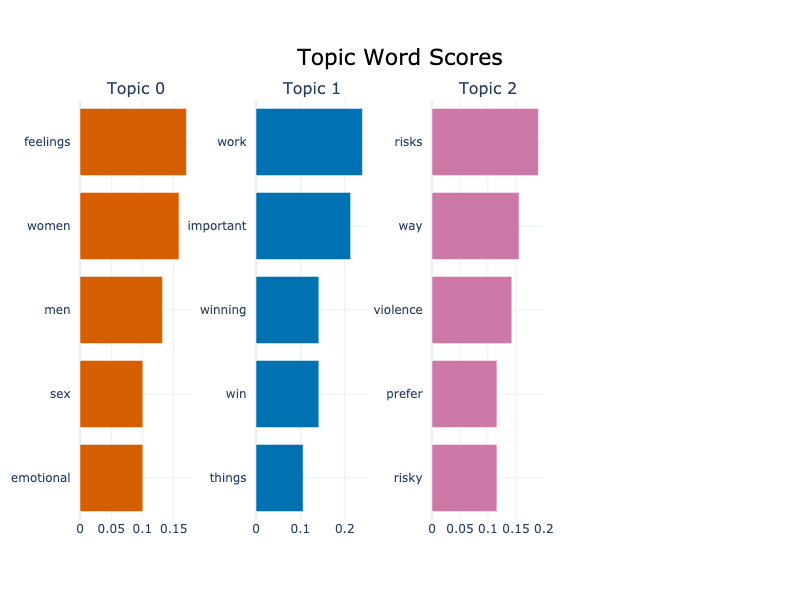 Topic Word Scores
Topic 0
Topic 1
Topic 2
feelings
work
risks
women
important
way
men
winning
violence
sex
win
prefer
emotional
things
risky
0 0.05 0.1 0.15
0 0.1 0.2
0 0.05 0.1 0.15 0.2